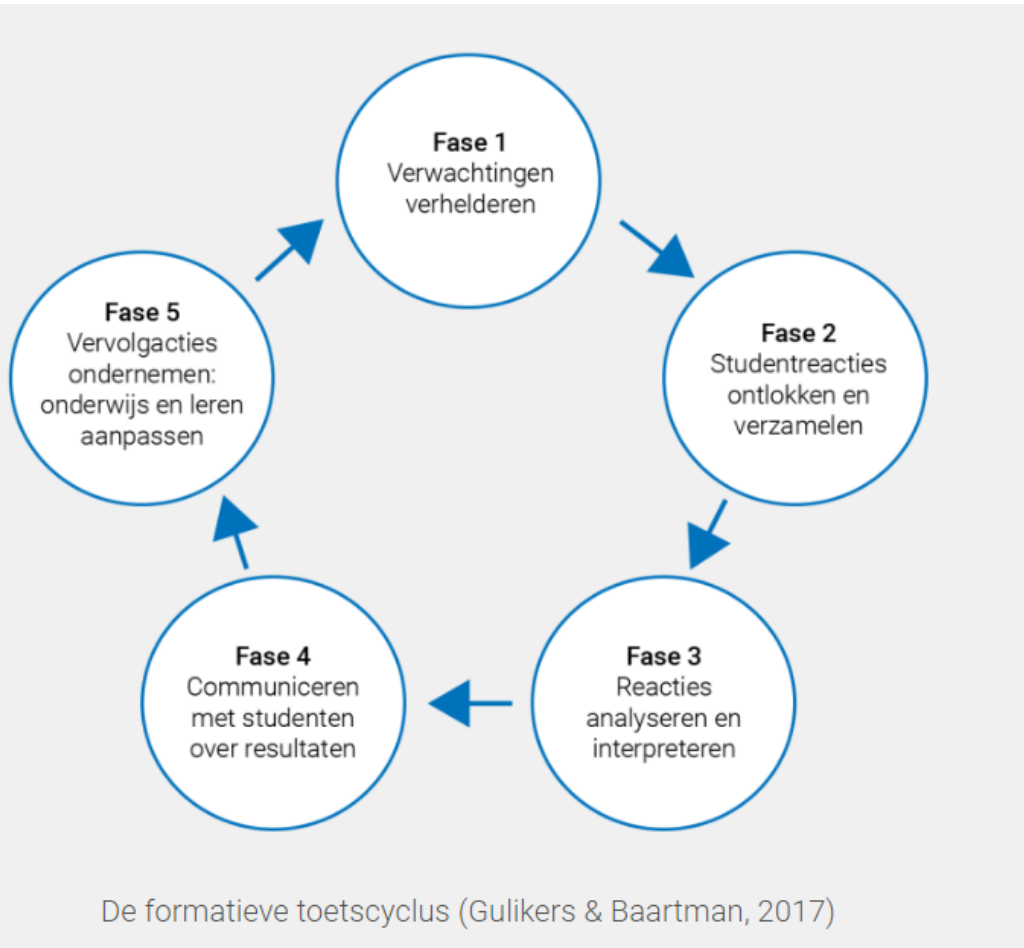 Fase 1
Verwachtingen
verhelderen
Fase 2
Studentreacties
ontlokken en
verzamelen
Fase 3
Reacties
analyseren en
interpreteren
Fase 4
Communiceren
met studenten
over resultaten
Fase 5
Vervolgacties
ondernemen:
onderwijs en leren
aanpassen
De formatieve toetscyclus (Gulikers & Baartman, 2017)